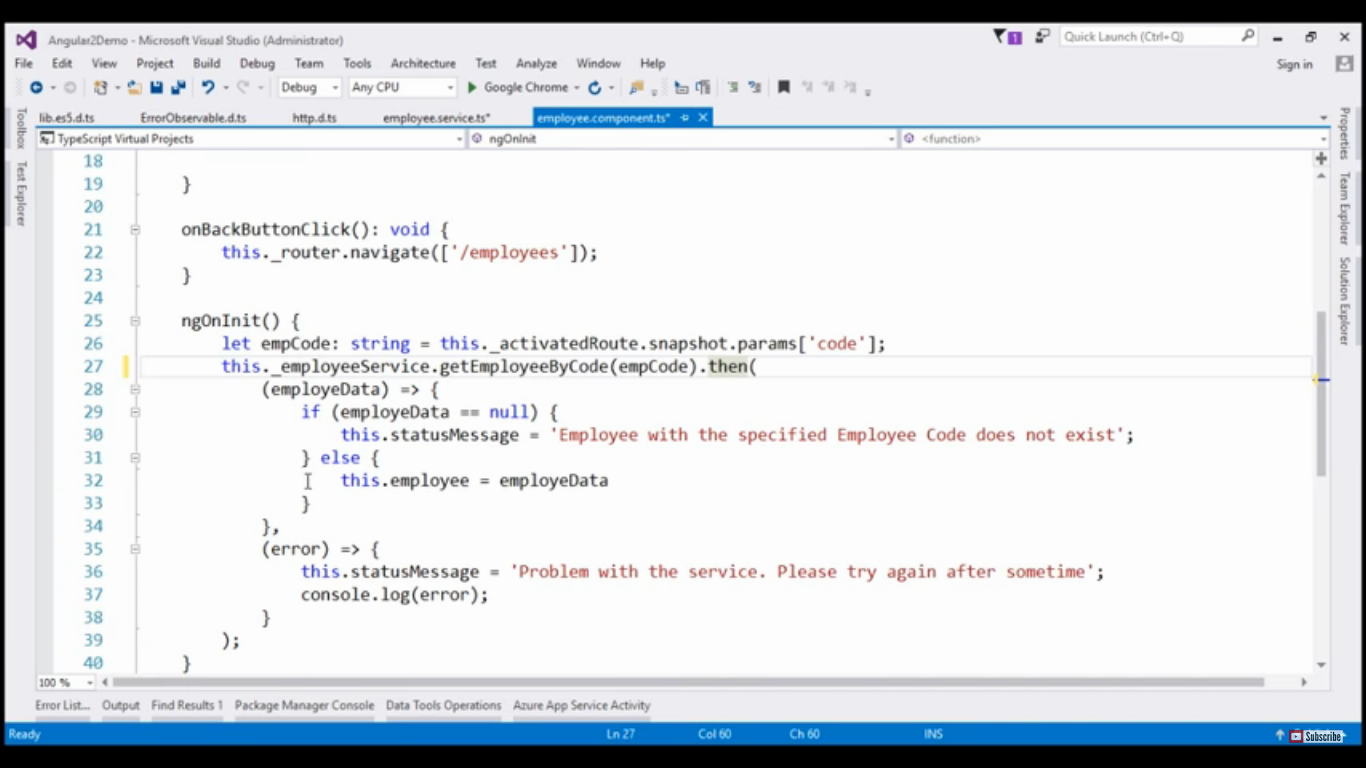 Angular2Demo - Microsoft Visual Studio (Administrator)
1
Quick Launch (Ctrl+Q)
File Edit View Project Build Debug Team Tools Architecture Test Analyze Window Help
Sign in
Debug Any CPU Google Chrome
lib.es5.d.ts ErrorObservable.d.ts http.d.ts employee.service.ts* employee.component.ts*
TypeScript Virtual Projects ngOnInit <function>
Toolbox
Test Explorer
Properties
Team Explorer
Solution Explorer
18
19 }
20
21 onBackButtonClick(): void {
22 this._router.navigate(['/employees']);
23 }
24
25 ngOnInit() {
26 let empCode: string = this._activatedRoute.snapshot.params['code'];
27 this._employeeService.getEmployeeByCode(empCode).then(
28 (employeData) => {
29 if (employeData == null) {
30 this.statusMessage = 'Employee with the specified Employee Code does not exist';
31 } else {
32 this.employee = employeData
33 }
34 },
35 (error) => {
36 this.statusMessage = 'Problem with the service. Please try again after sometime';
37 console.log(error);
38 }
39 );
40 }
100 %
Error List... Output Find Results 1 Package Manager Console Data Tools Operations Azure App Service Activity
Ready Ln 27 Col 60 Ch 60 INS Subscribe